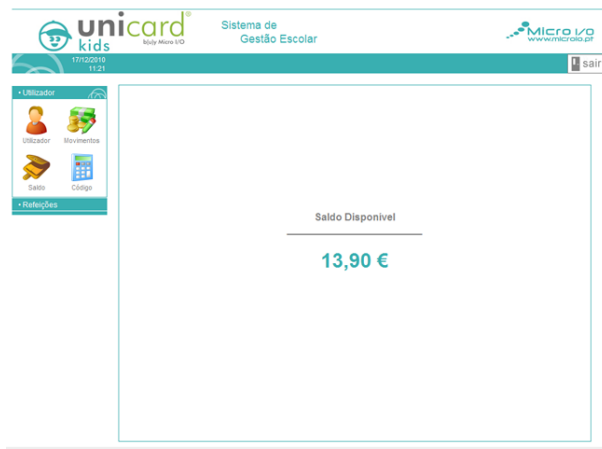 unicard®
kids
by Micro I/O
Sistema de
Gestão Escolar
Micro I/O
www.microio.pt
17/12/2010
11:21
sair
• Utilizador
Utilizador
Movimentos
Saldo
Código
• Refeições
Saldo Disponivel
13,90 €